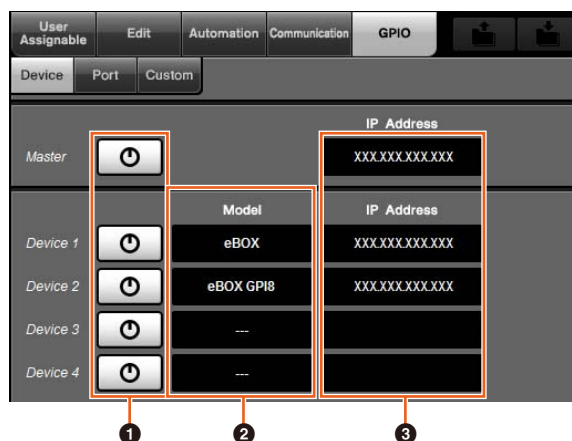 User
Assignable
Edit
Automation
Communication
GPIO
Device
Port
Custom
IP Address
Master
XXX.XXX.XXX.XXX
Model
IP Address
Device 1
eBOX
XXX.XXX.XXX.XXX
Device 2
eBOX GPI8
XXX.XXX.XXX.XXX
Device 3
---
Device 4
---
1
2
3